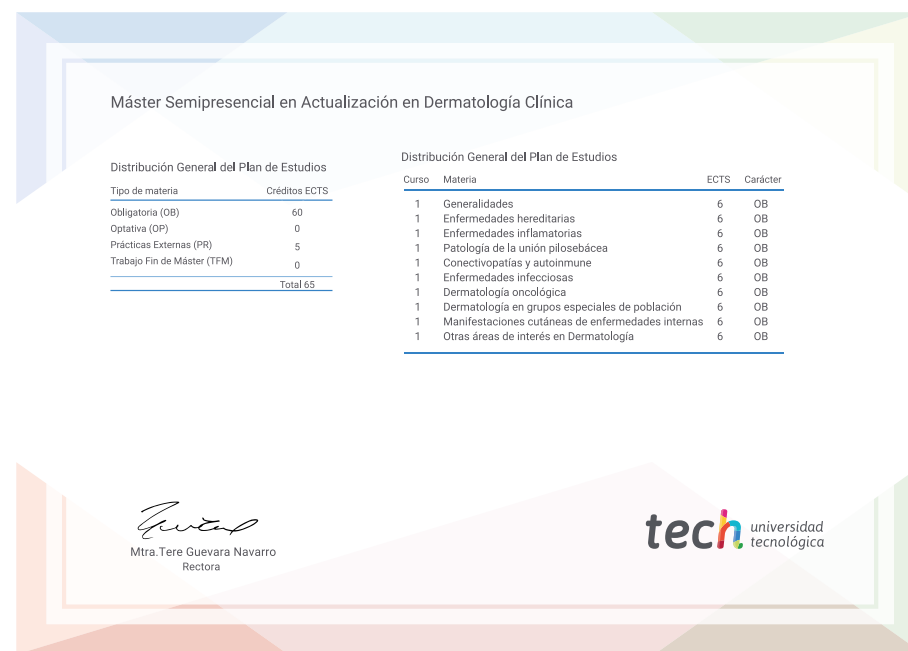 Máster Semipresencial en Actualización en Dermatología Clínica
Distribución General del Plan de Estudios
Tipo de materia Créditos ECTS
Obligatoria (OB) 60
Optativa (OP) 0
Prácticas Externas (PR) 5
Trabajo Fin de Máster (TFM) 0
Total 65
Distribución General del Plan de Estudios
Curso Materia ECTS Carácter
1 Generalidades 6 OB
1 Enfermedades hereditarias 6 OB
1 Enfermedades inflamatorias 6 OB
1 Patología de la unión pilosebácea 6 OB
1 Conectivopatías y autoinmune 6 OB
1 Enfermedades infecciosas 6 OB
1 Dermatología oncológica 6 OB
1 Dermatología en grupos especiales de población 6 OB
1 Manifestaciones cutáneas de enfermedades internas 6 OB
1 Otras áreas de interés en Dermatología 6 OB
Mtra.Tere Guevara Navarro
Rectora
tech universidad
tecnológica